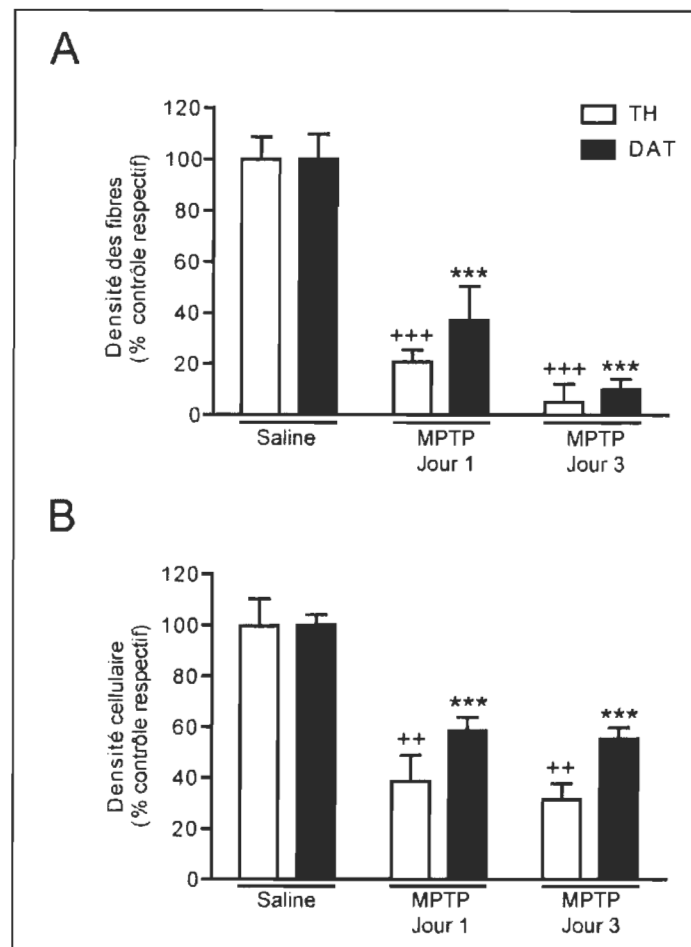 A
Densité des fibres
(% contrôle respectif)
120
100
80
60
40
20
0
TH
DAT
+++
***
+++
***
Saline
MPTP
Jour 1
MPTP
Jour 3
B
Densité cellulaire
(% contrôle respectif)
120
100
80
60
40
20
0
++
***
++
***
Saline
MPTP
Jour 1
MPTP
Jour 3